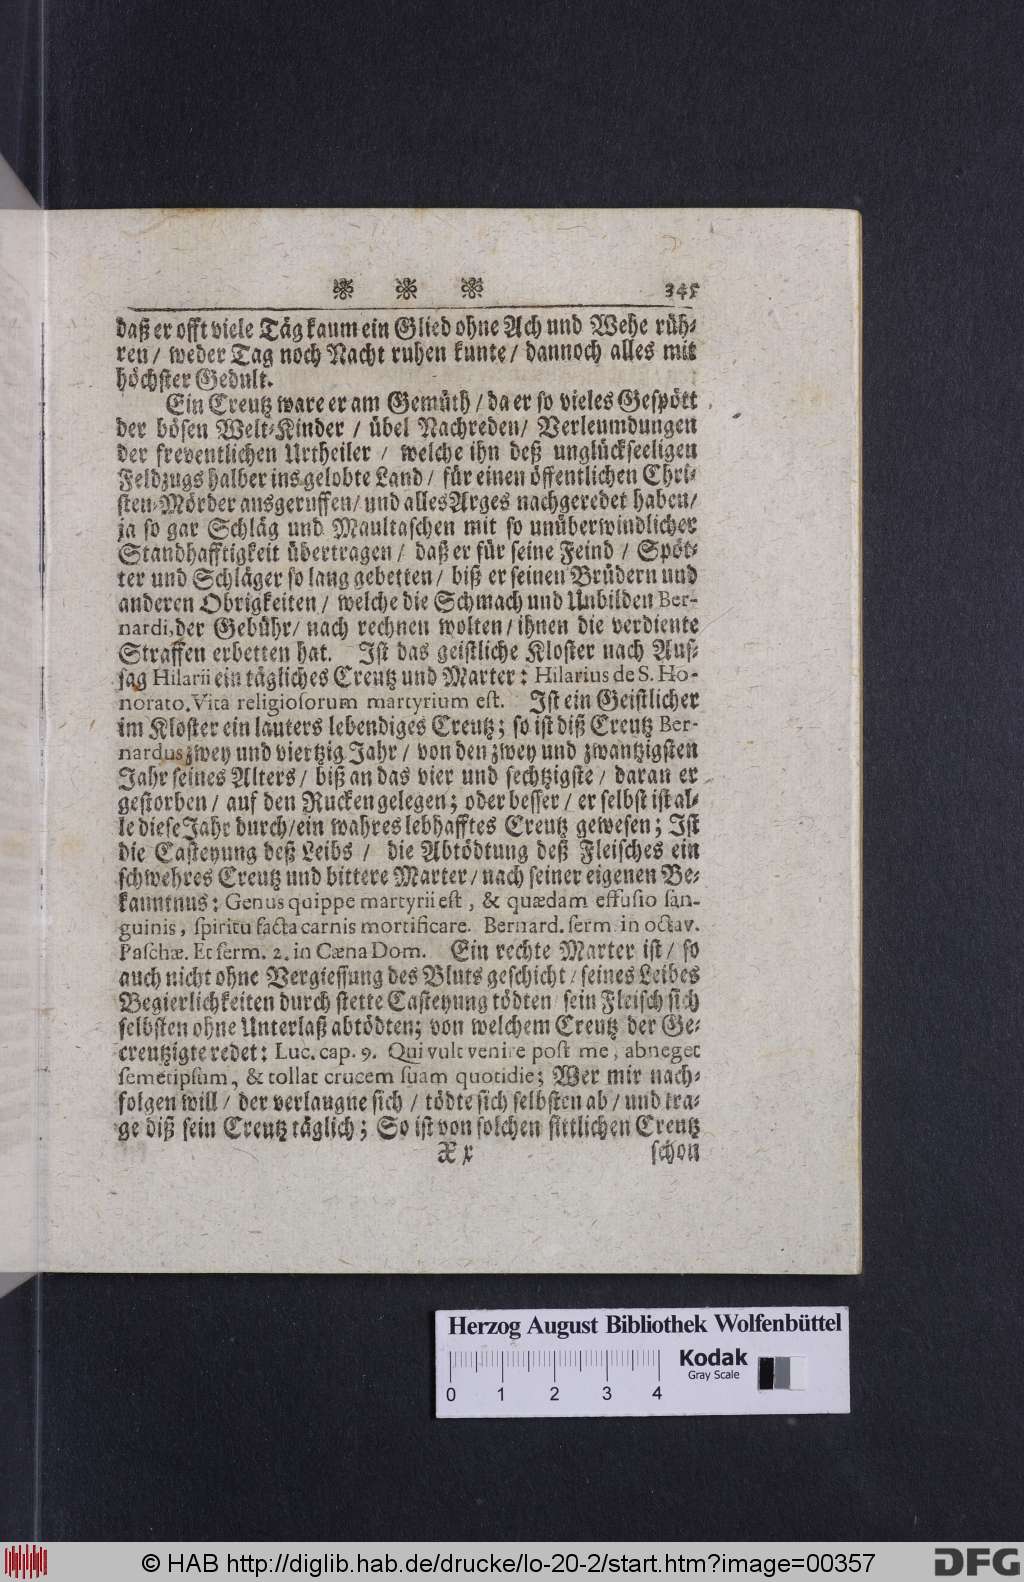 345
daß er offt viele Täg kaum ein Glied ohne Ach und Wehe rüh-
ren / weder Tag noch Nacht ruhen kunte / dannoch alles mit
höchster Gedult.
Ein Creutz ware er am Gemüth / da er so vieles Gespött
der bösen Welt-Kinder / übel Nachreden / Verleumdungen
der freventlichen Urtheiler / welche ihn deß unglückseeligen
Feldzugs halber ins gelobte Land / für einen öffentlichen Chri-
sten-Mörder ausgeruffen / und alles Arges nachgeredet haben /
ja so gar Schläg und Maultaschen mit so unüberwindlicher
Standhafftigkeit übertragen / daß er für seine Feind / Spöt-
ter und Schläger so lang gebetten / biß er seinen Brüdern und
anderen Obrigkeiten / welche die Schmach und Unbilden Ber-
nardi, der Gebühr / nach rechnen wolten / ihnen die verdiente
Straffen erbetten hat. Ist das geistliche Kloster nach Aus-
sag Hilarii ein tägliches Creutz und Marter: Hilarius de S. Ho-
norato. Vita religiosorum martyrium est. Ist ein Geistlicher
im Kloster ein lauters lebendiges Creutz; so ist diß Creutz Ber-
nardus zwey und viertzig Jahr / von den zwey und zwantzigsten
Jahr seines Alters / biß an das vier und sechtzigste / daran er
gestorben / auf den Rucken gelegen; oder besser / er selbst ist al-
le diese Jahr durch / ein wahres lebhafftes Creutz gewesen; Ist
die Casteyung deß Leibs / die Abtödtung deß Fleisches ein
schwehres Creutz und bittere Marter / nach seiner eigenen Be-
kanntnus: Genus quippe martyrii est, & quædam effusio san-
guinis, spiritu facta carnis mortificare. Bernard. serm. in octav.
Paschæ. Et serm. 2. in Cæna Dom. Ein rechte Marter ist / so
auch nicht ohne Vergiessung des Bluts geschicht / seines Leibes
Begierlichkeiten durch stette Casteyung tödten / sein Fleisch sich
selbsten ohne Unterlaß abtödten; von welchem Creutz der Ge-
creutzigte redet: Luc. cap. 9. Qui vult venire post me, abneget
semetipsum, & tollat crucem suam quotidie; Wer mir nach-
folgen will / der verlaugne sich / tödte sich selbsten ab / und tra-
ge diß sein Creutz täglich; So ist von solchen sittlichen Creutz
X x
schon
Herzog August Bibliothek Wolfenbüttel
0 1 2 3 4
Kodak
Gray Scale
© HAB http://diglib.hab.de/drucke/lo-20-2/start.htm?image=00357
DFG